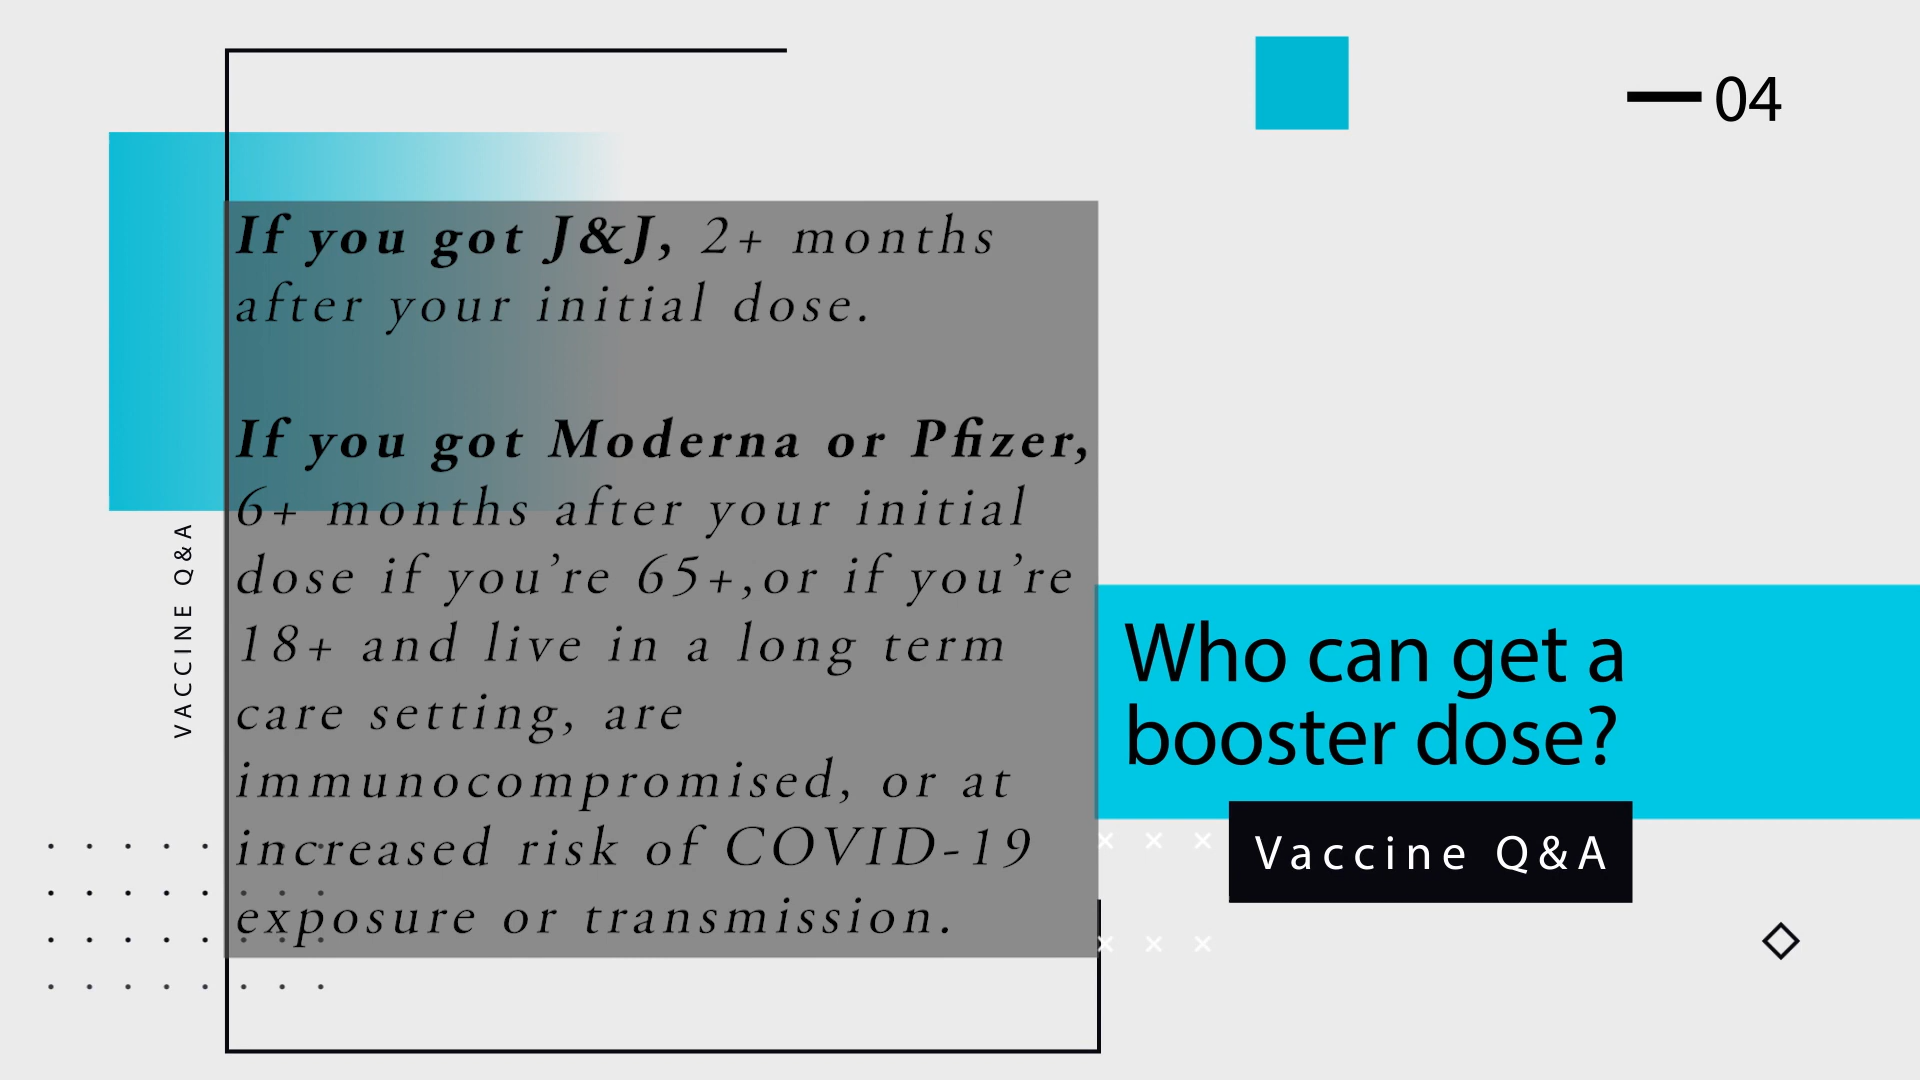 04
If you got J&J, 2+ months
after your initial dose.
If you got Moderna or Pfizer,
6+ months after your initial
dose if you’re 65+,or if you’re
18+ and live in a long term
care setting, are
immunocompromised, or at
increased risk of COVID-19
exposure or transmission.
VACCINE Q&A
Who can get a
booster dose?
Vaccine Q&A